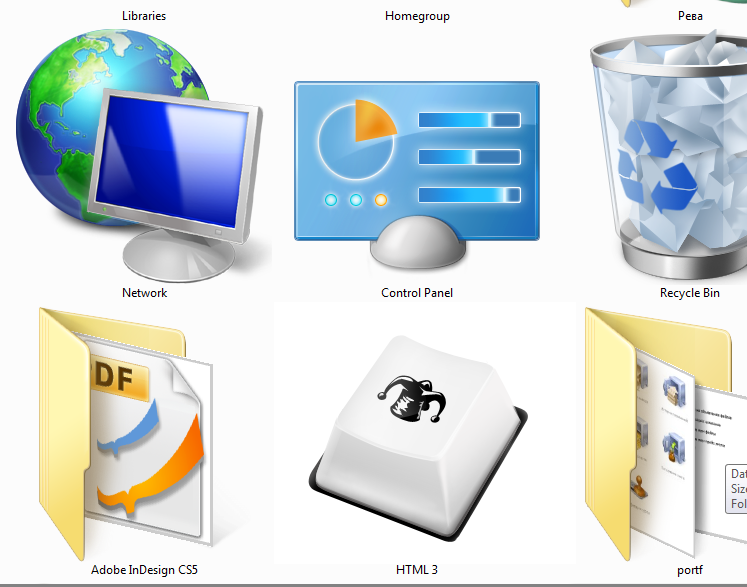 Libraries
Homegroup
Рева
Network
Control Panel
Recycle Bin
PDF
Dat
Size
Fol
Adobe InDesign CS5
HTML 3
portf